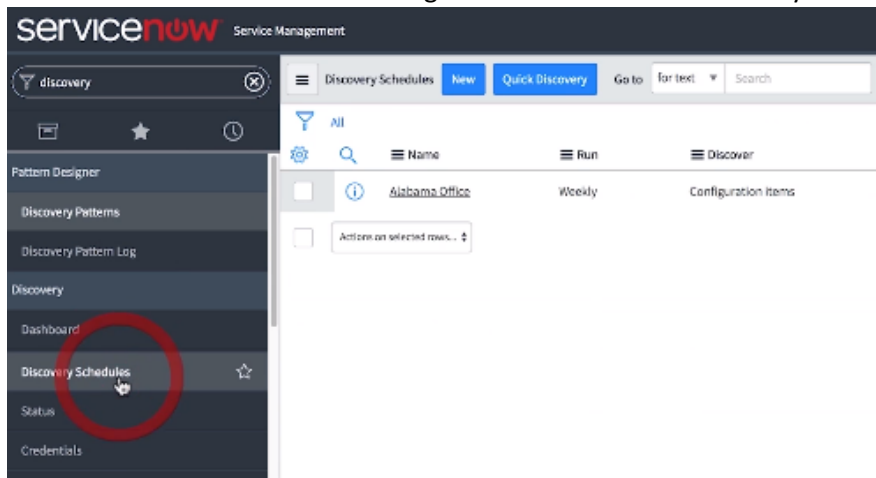 servicenow Service Management
discovery
Discovery Schedules New Quick Discovery Go to for text Search
All
Name Run Discover
Alabama Office Weekly Configuration Items
Actions on selected rows...
Pattern Designer
Discovery Patterns
Discovery Pattern Log
Discovery
Dashboard
Discovery Schedules
Status
Credentials